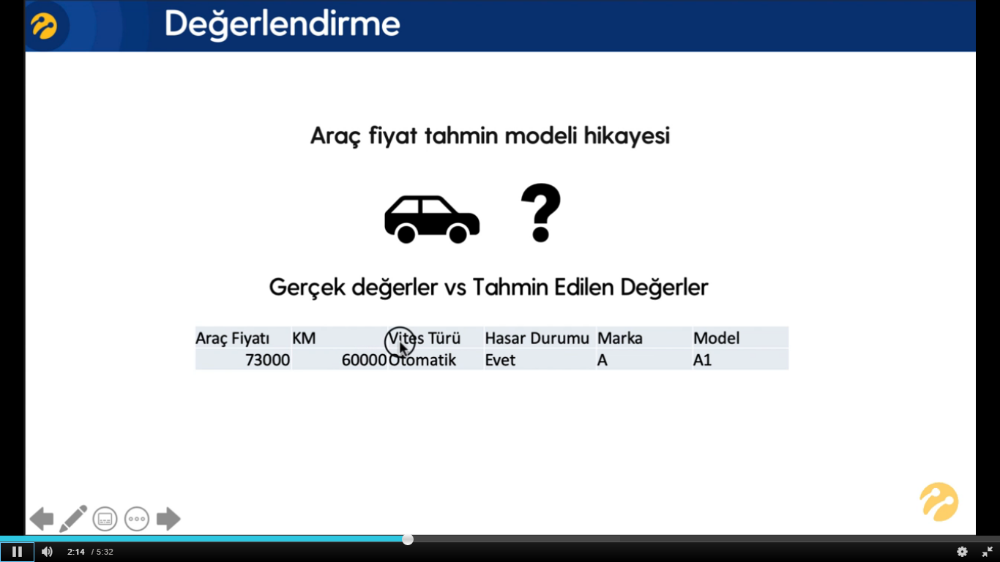 Değerlendirme
Araç fiyat tahmin modeli hikayesi
?
Gerçek değerler vs Tahmin Edilen Değerler
Araç Fiyatı KM Vites Türü Hasar Durumu Marka Model
73000 60000 Otomatik Evet A A1
2:14 / 5:32